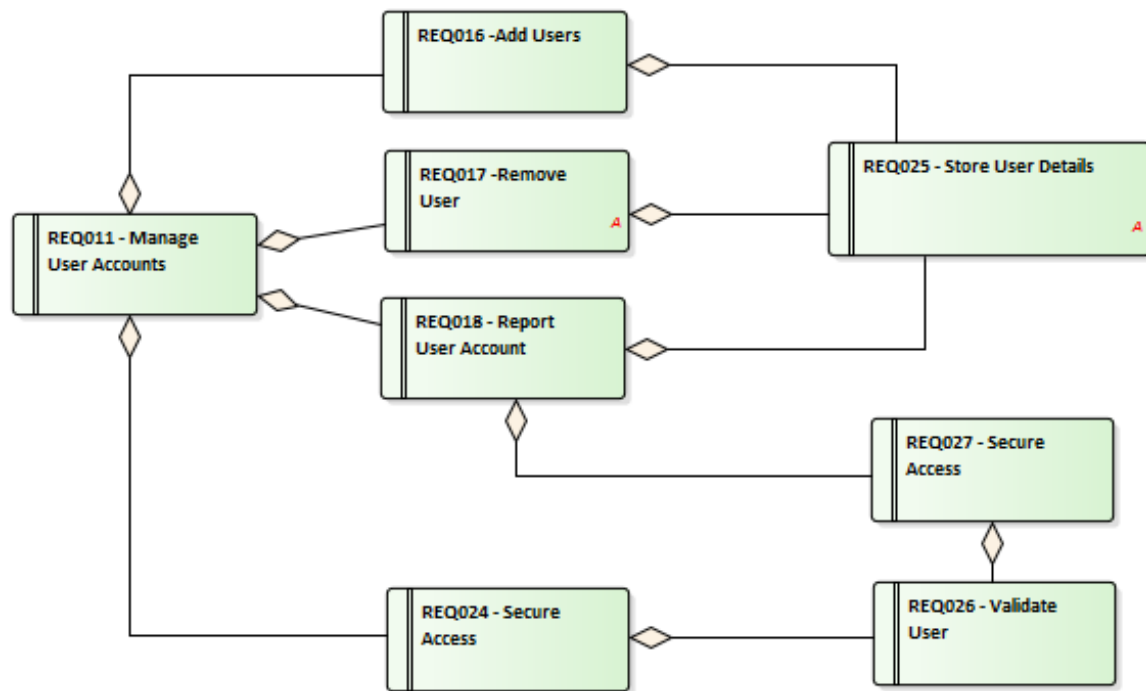 REQ016 -Add Users
REQ017 -Remove
User
A
REQ025 - Store User Details
A
REQ011 - Manage
User Accounts
REQ018 - Report
User Account
REQ027 - Secure
Access
REQ024 - Secure
Access
REQ026 - Validate
User